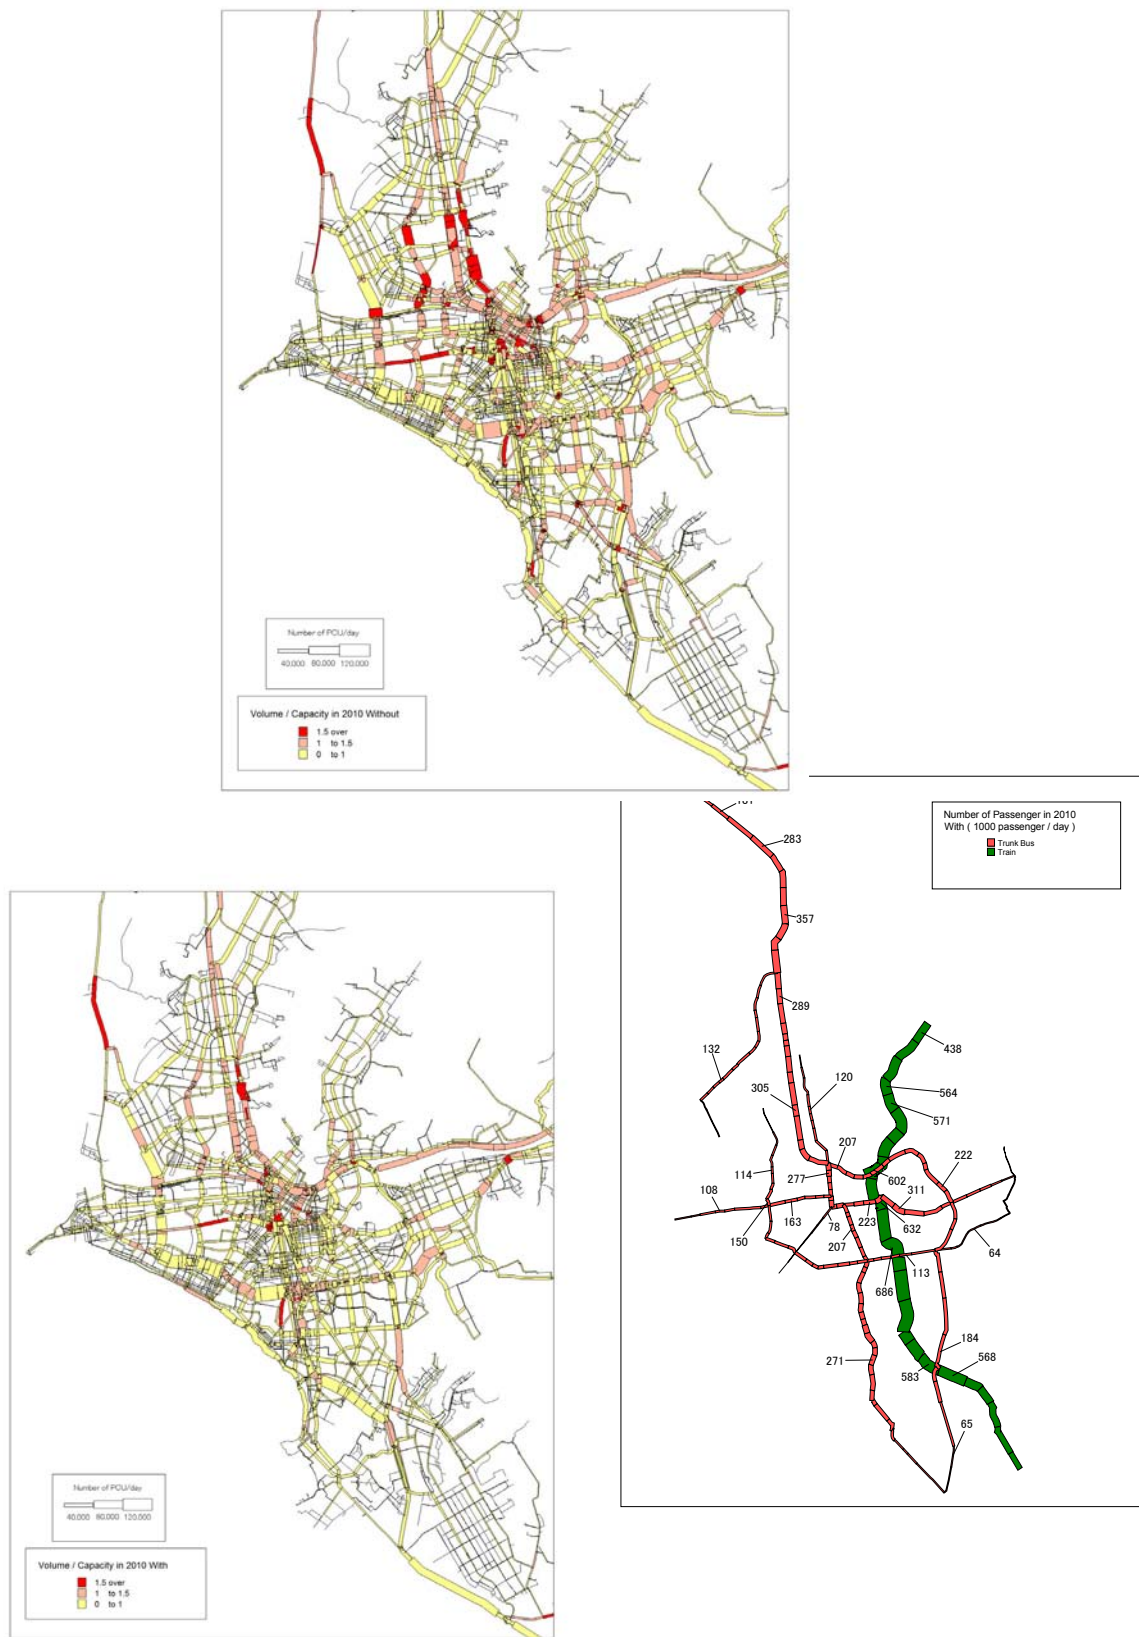 Number of PCU/day
40,000 80,000 120,000
Volume / Capacity in 2010 Without
1.5 over
1 to 1.5
0 to 1
Number of Passenger in 2010
With ( 1000 passenger / day )
Trunk Bus
Train
283
357
289
132
120
305
438
564
571
207
222
114
277
602
311
108
163
150
78
223
632
207
64
113
686
184
271
583
568
65
Number of PCU/day
40,000 80,000 120,000
Volume / Capacity in 2010 With
1.5 over
1 to 1.5
0 to 1